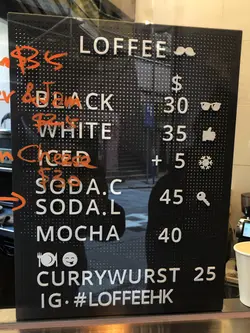 LOFFEE
$
BLACK 30
WHITE 35
ICED + 5
SODA.C
SODA.L 45
MOCHA 40
CURRYWURST 25
IG·#LOFFEEHK